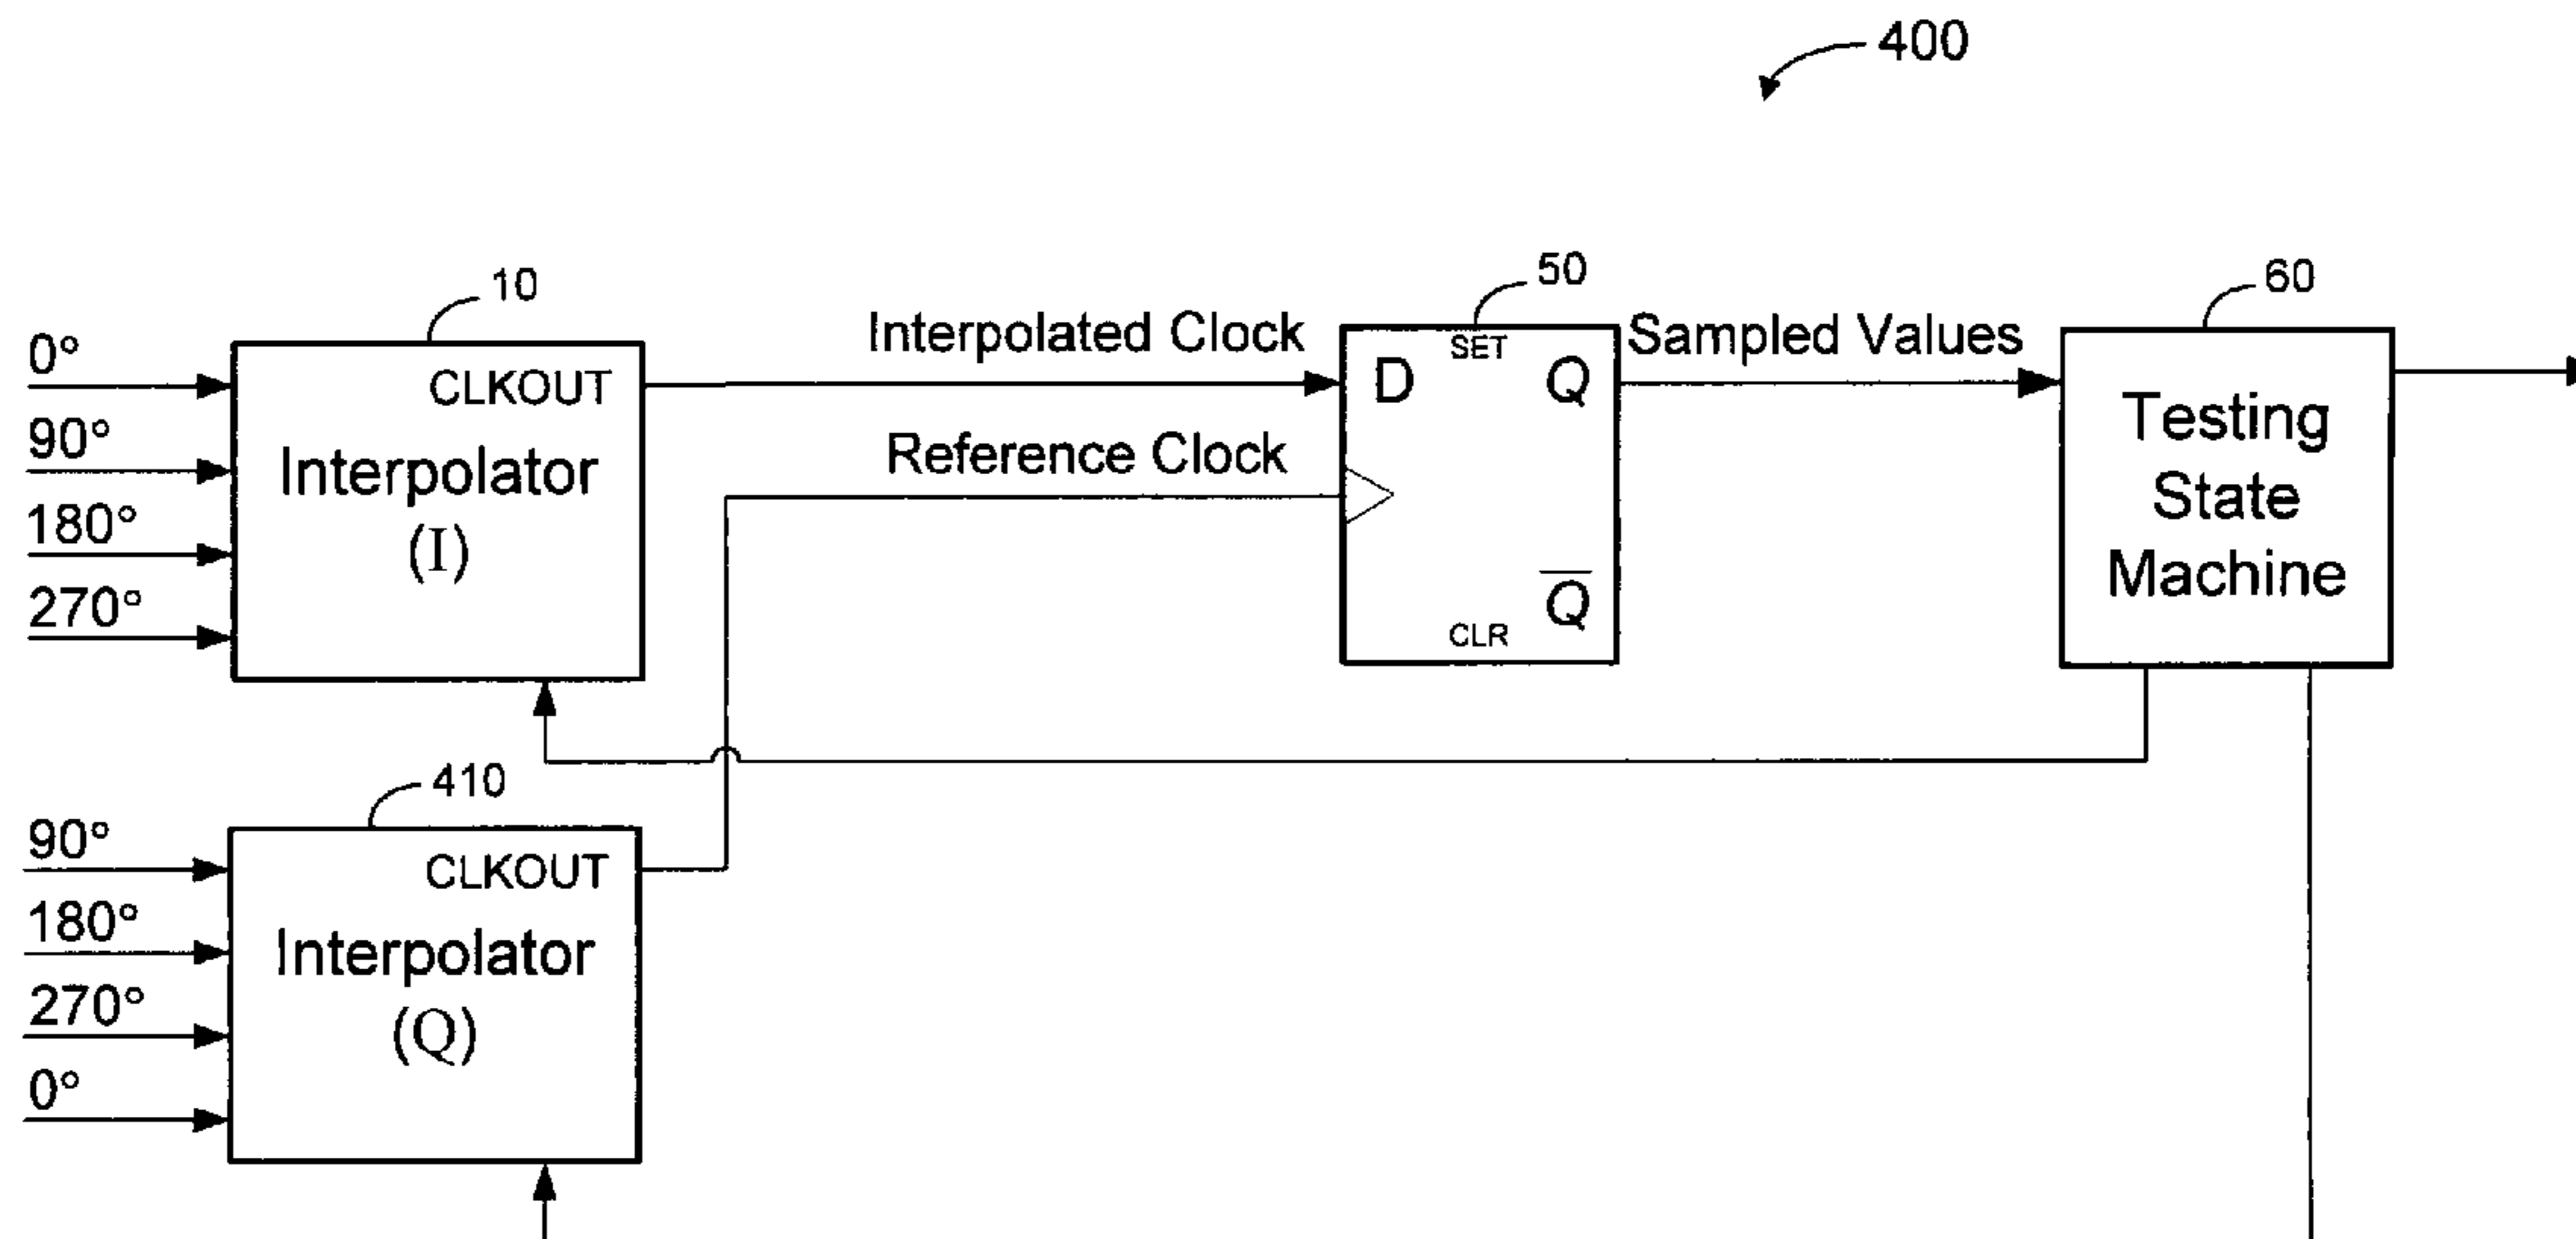 400
10
0°
90°
180°
270°
CLKOUT
Interpolator
(I)
Interpolated Clock
Reference Clock
50
SET
D
Q
Q̅
CLR
Sampled Values
60
Testing
State
Machine
410
90°
180°
270°
0°
CLKOUT
Interpolator
(Q)